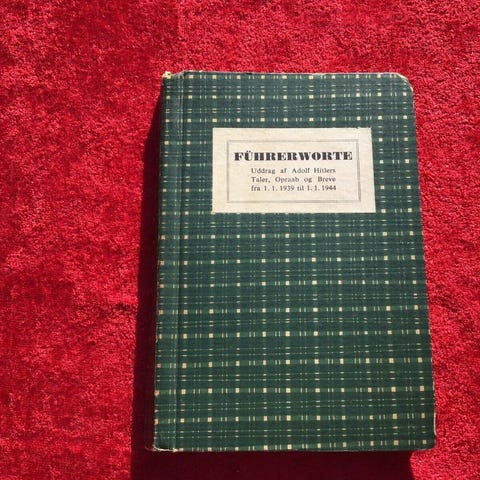 FÜHRERWORTE
Uddrag af Adolf Hitlers
Taler, Opraab og Breve
fra 1. 1. 1939 til 1. 1. 1944